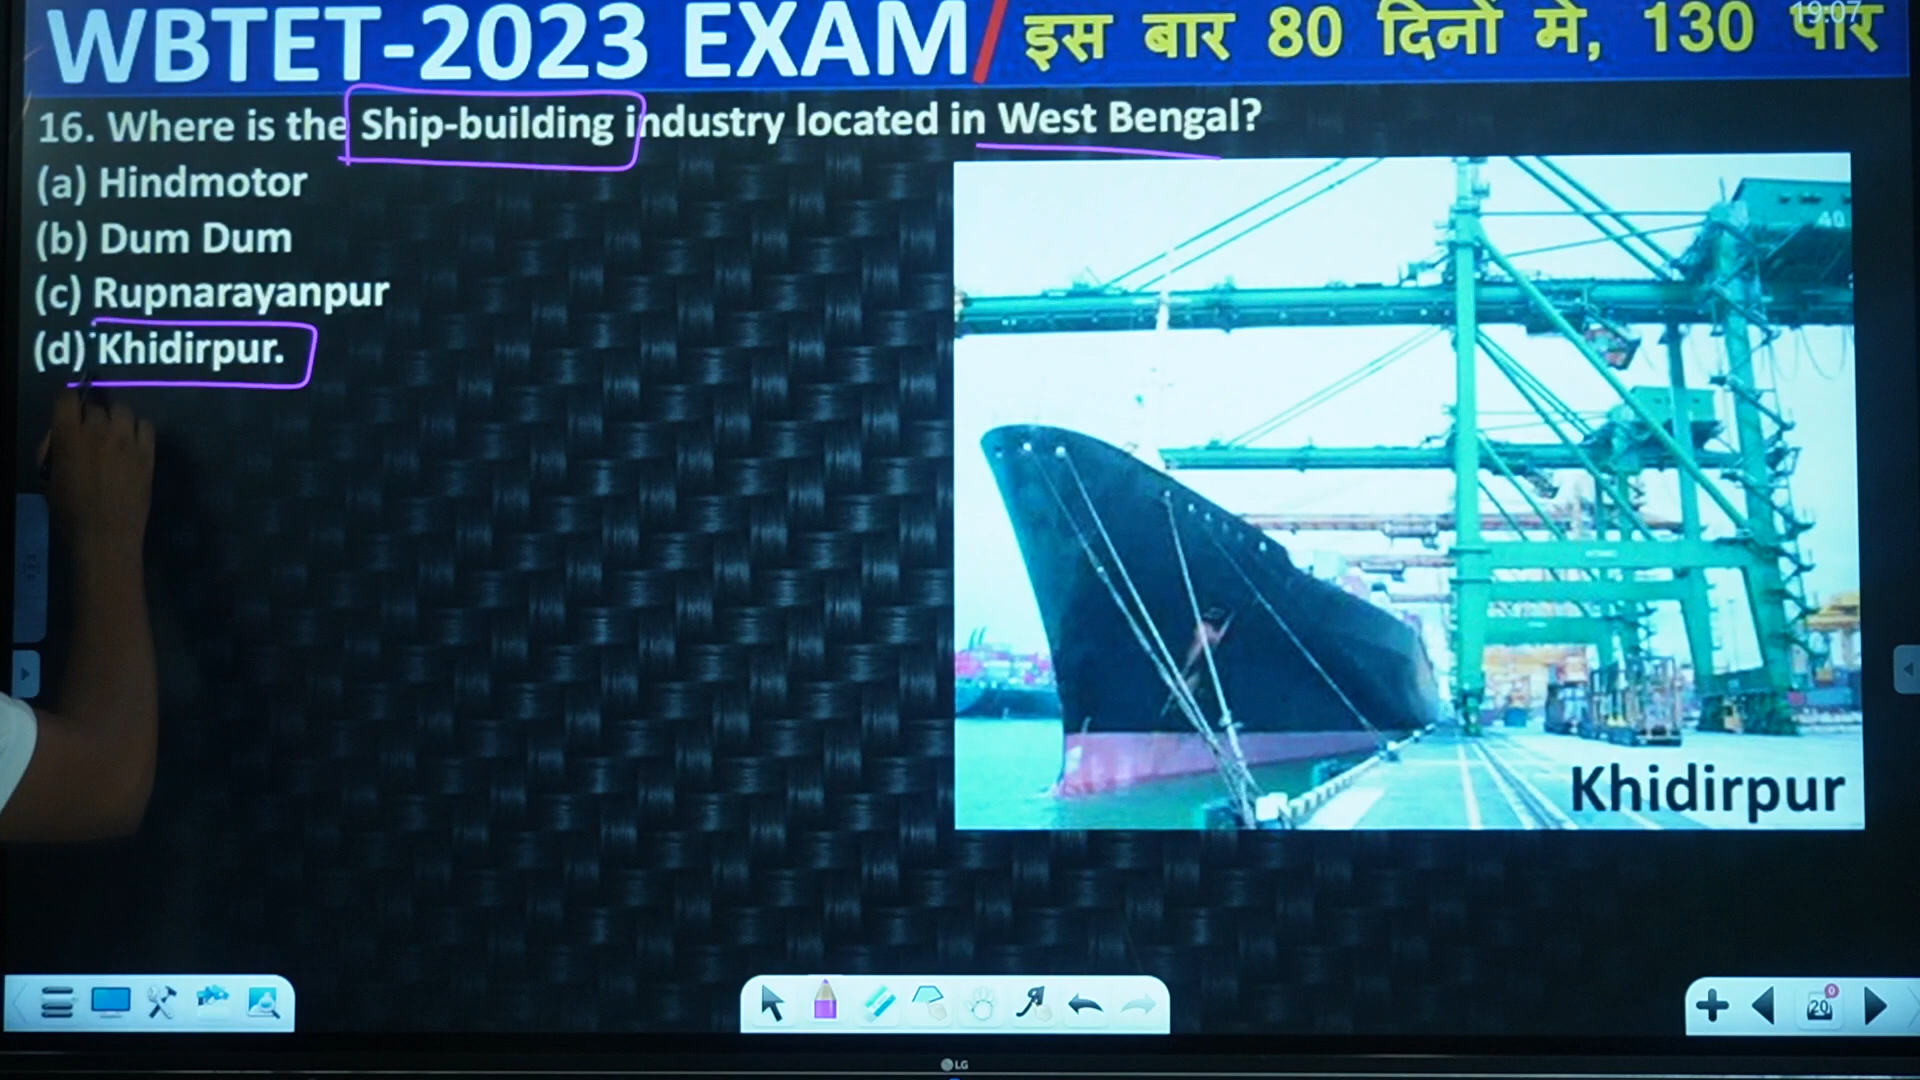 WBTET-2023 EXAM/ इस बार 80 दिनों मे, 130 पार
19:07
16. Where is the Ship-building industry located in West Bengal?
(a) Hindmotor
(b) Dum Dum
(c) Rupnarayanpur
(d) Khidirpur.
40
Khidirpur
0
20
LG